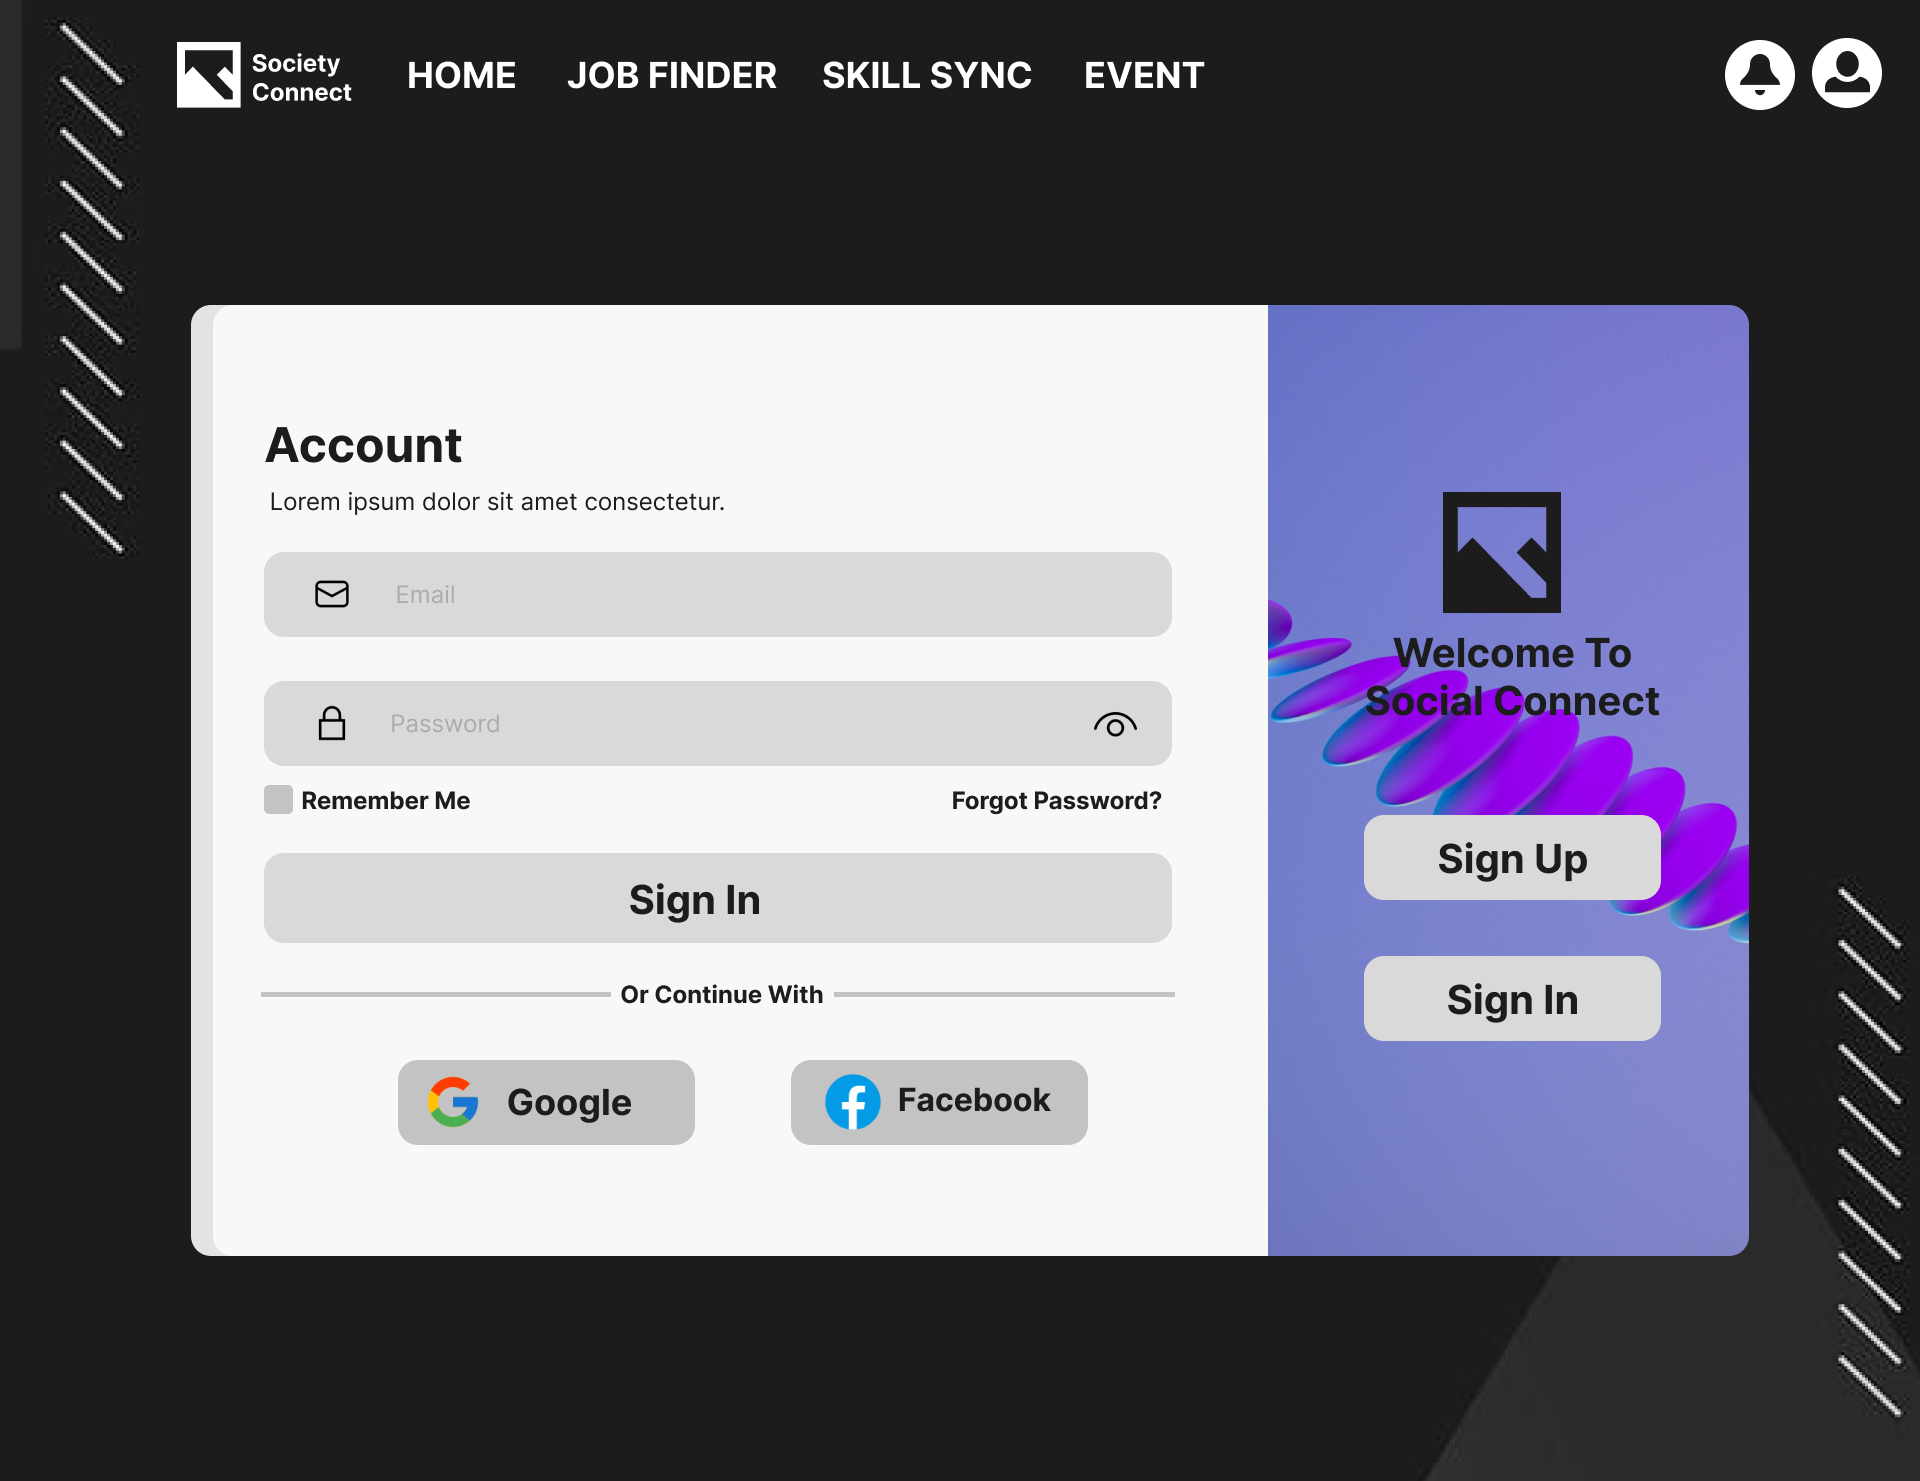 Society
Connect
HOME
JOB FINDER
SKILL SYNC
EVENT
Account
Lorem ipsum dolor sit amet consectetur.
Email
Password
Remember Me
Forgot Password?
Sign In
Or Continue With
Google
Facebook
Welcome To
Social Connect
Sign Up
Sign In